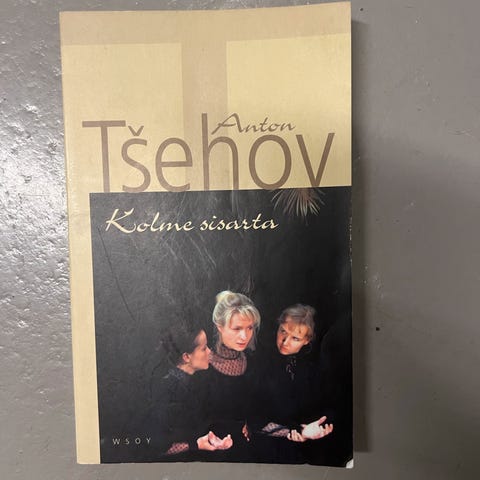 Anton
Tšehov
Kolme sisarta
WSOY